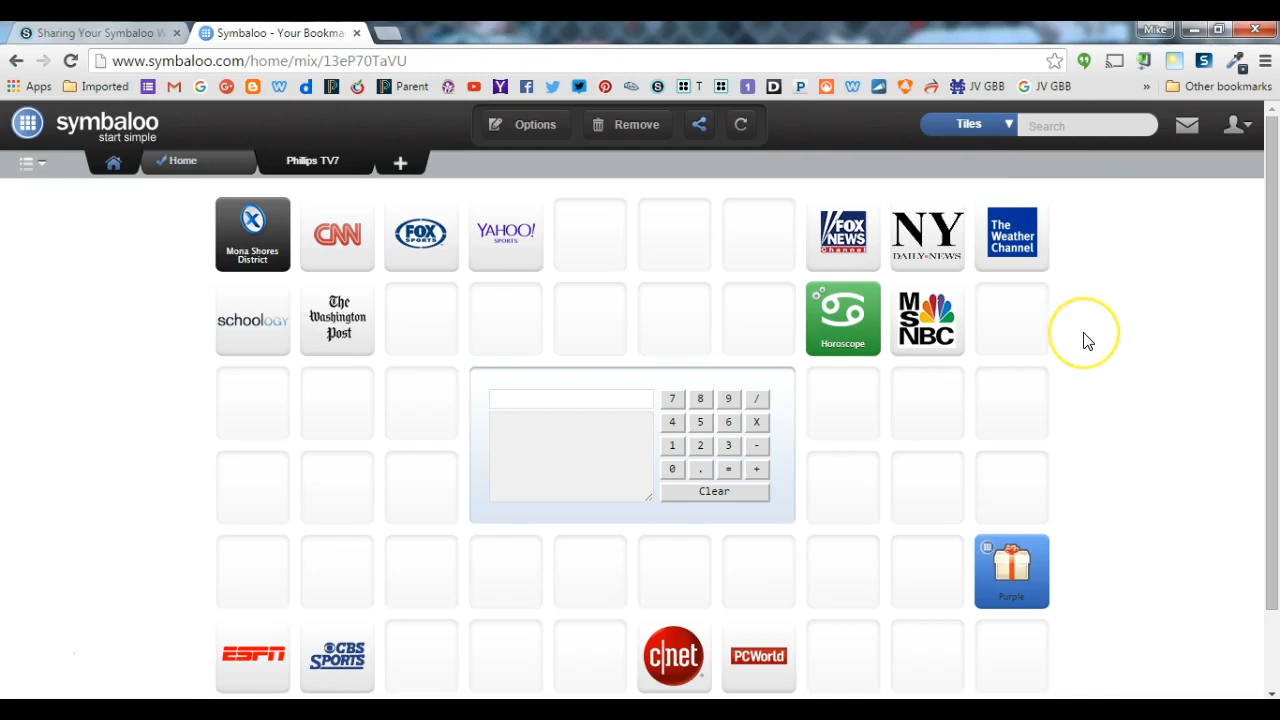 Sharing Your Symbaloo W
Symbaloo - Your Bookma
Mike
www.symbaloo.com/home/mix/13eP70TaVU
Apps
Imported
Parent
T
JV GBB
JV GBB
»
Other bookmarks
symbaloo
start simple
Options
Remove
Tiles
Search
Home
Philips TV7
+
Mona Shores
District
CNN
FOX
SPORTS
YAHOO!
SPORTS
FOX
NEWS
Channel
NY
DAILY NEWS
The
Weather
Channel
schoology
The
Washington
Post
Horoscope
MSNBC
7 8 9 /
4 5 6 X
1 2 3 -
0 . = +
Clear
Purple
ESPN
CBS
SPORTS
c|net
PCWorld